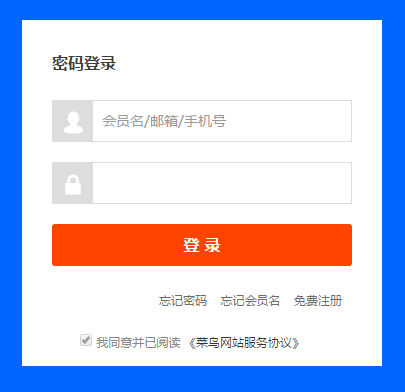 密码登录
会员名/邮箱/手机号
登 录
忘记密码 忘记会员名 免费注册
我同意并已阅读 《菜鸟网站服务协议》